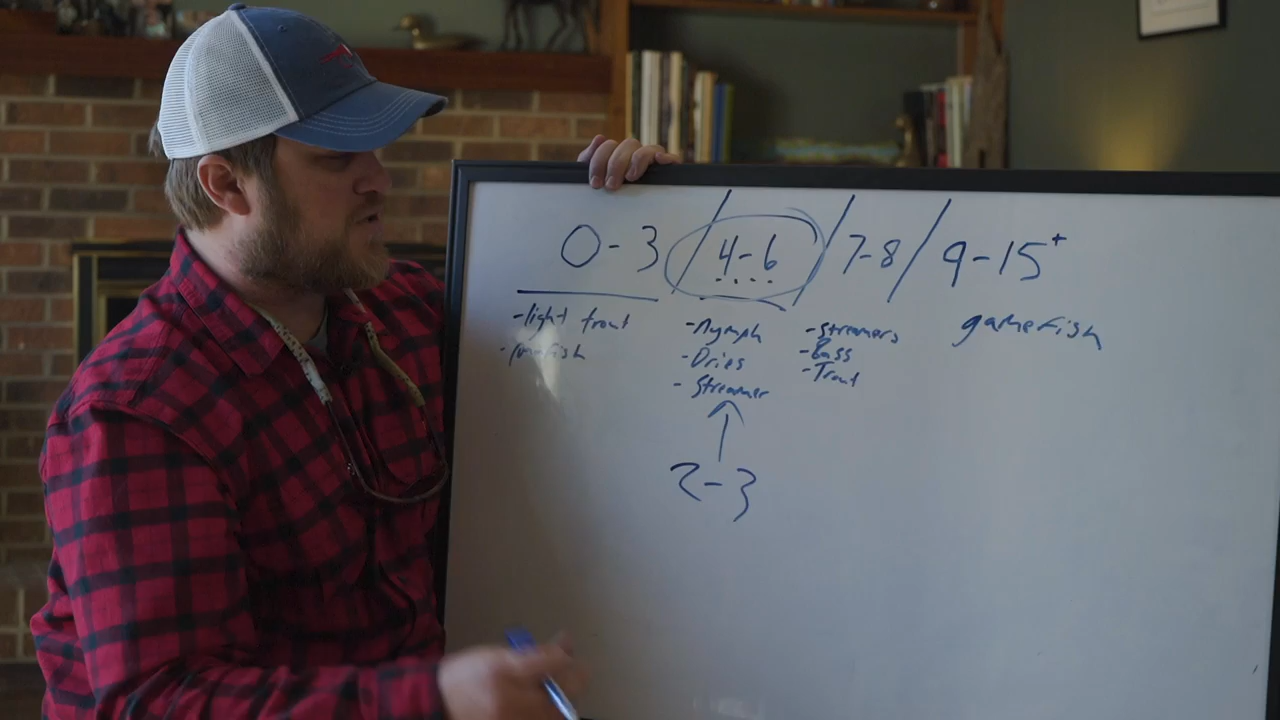 0-3 / 4-6 / 7-8 / 9-15+
-light trout
-panfish
-Nymph
-Dries
-Streamer
-Streamers
-Bass
-Trout
gamefish
2-3